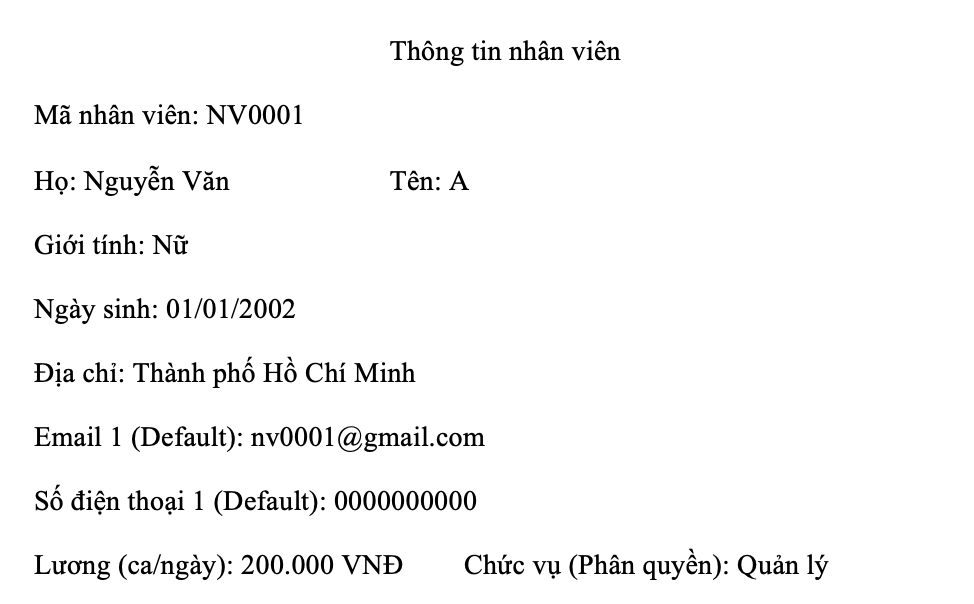 Thông tin nhân viên
Mã nhân viên: NV0001
Họ: Nguyễn Văn Tên: A
Giới tính: Nữ
Ngày sinh: 01/01/2002
Địa chỉ: Thành phố Hồ Chí Minh
Email 1 (Default): nv0001@gmail.com
Số điện thoại 1 (Default): 0000000000
Lương (ca/ngày): 200.000 VNĐ Chức vụ (Phân quyền): Quản lý